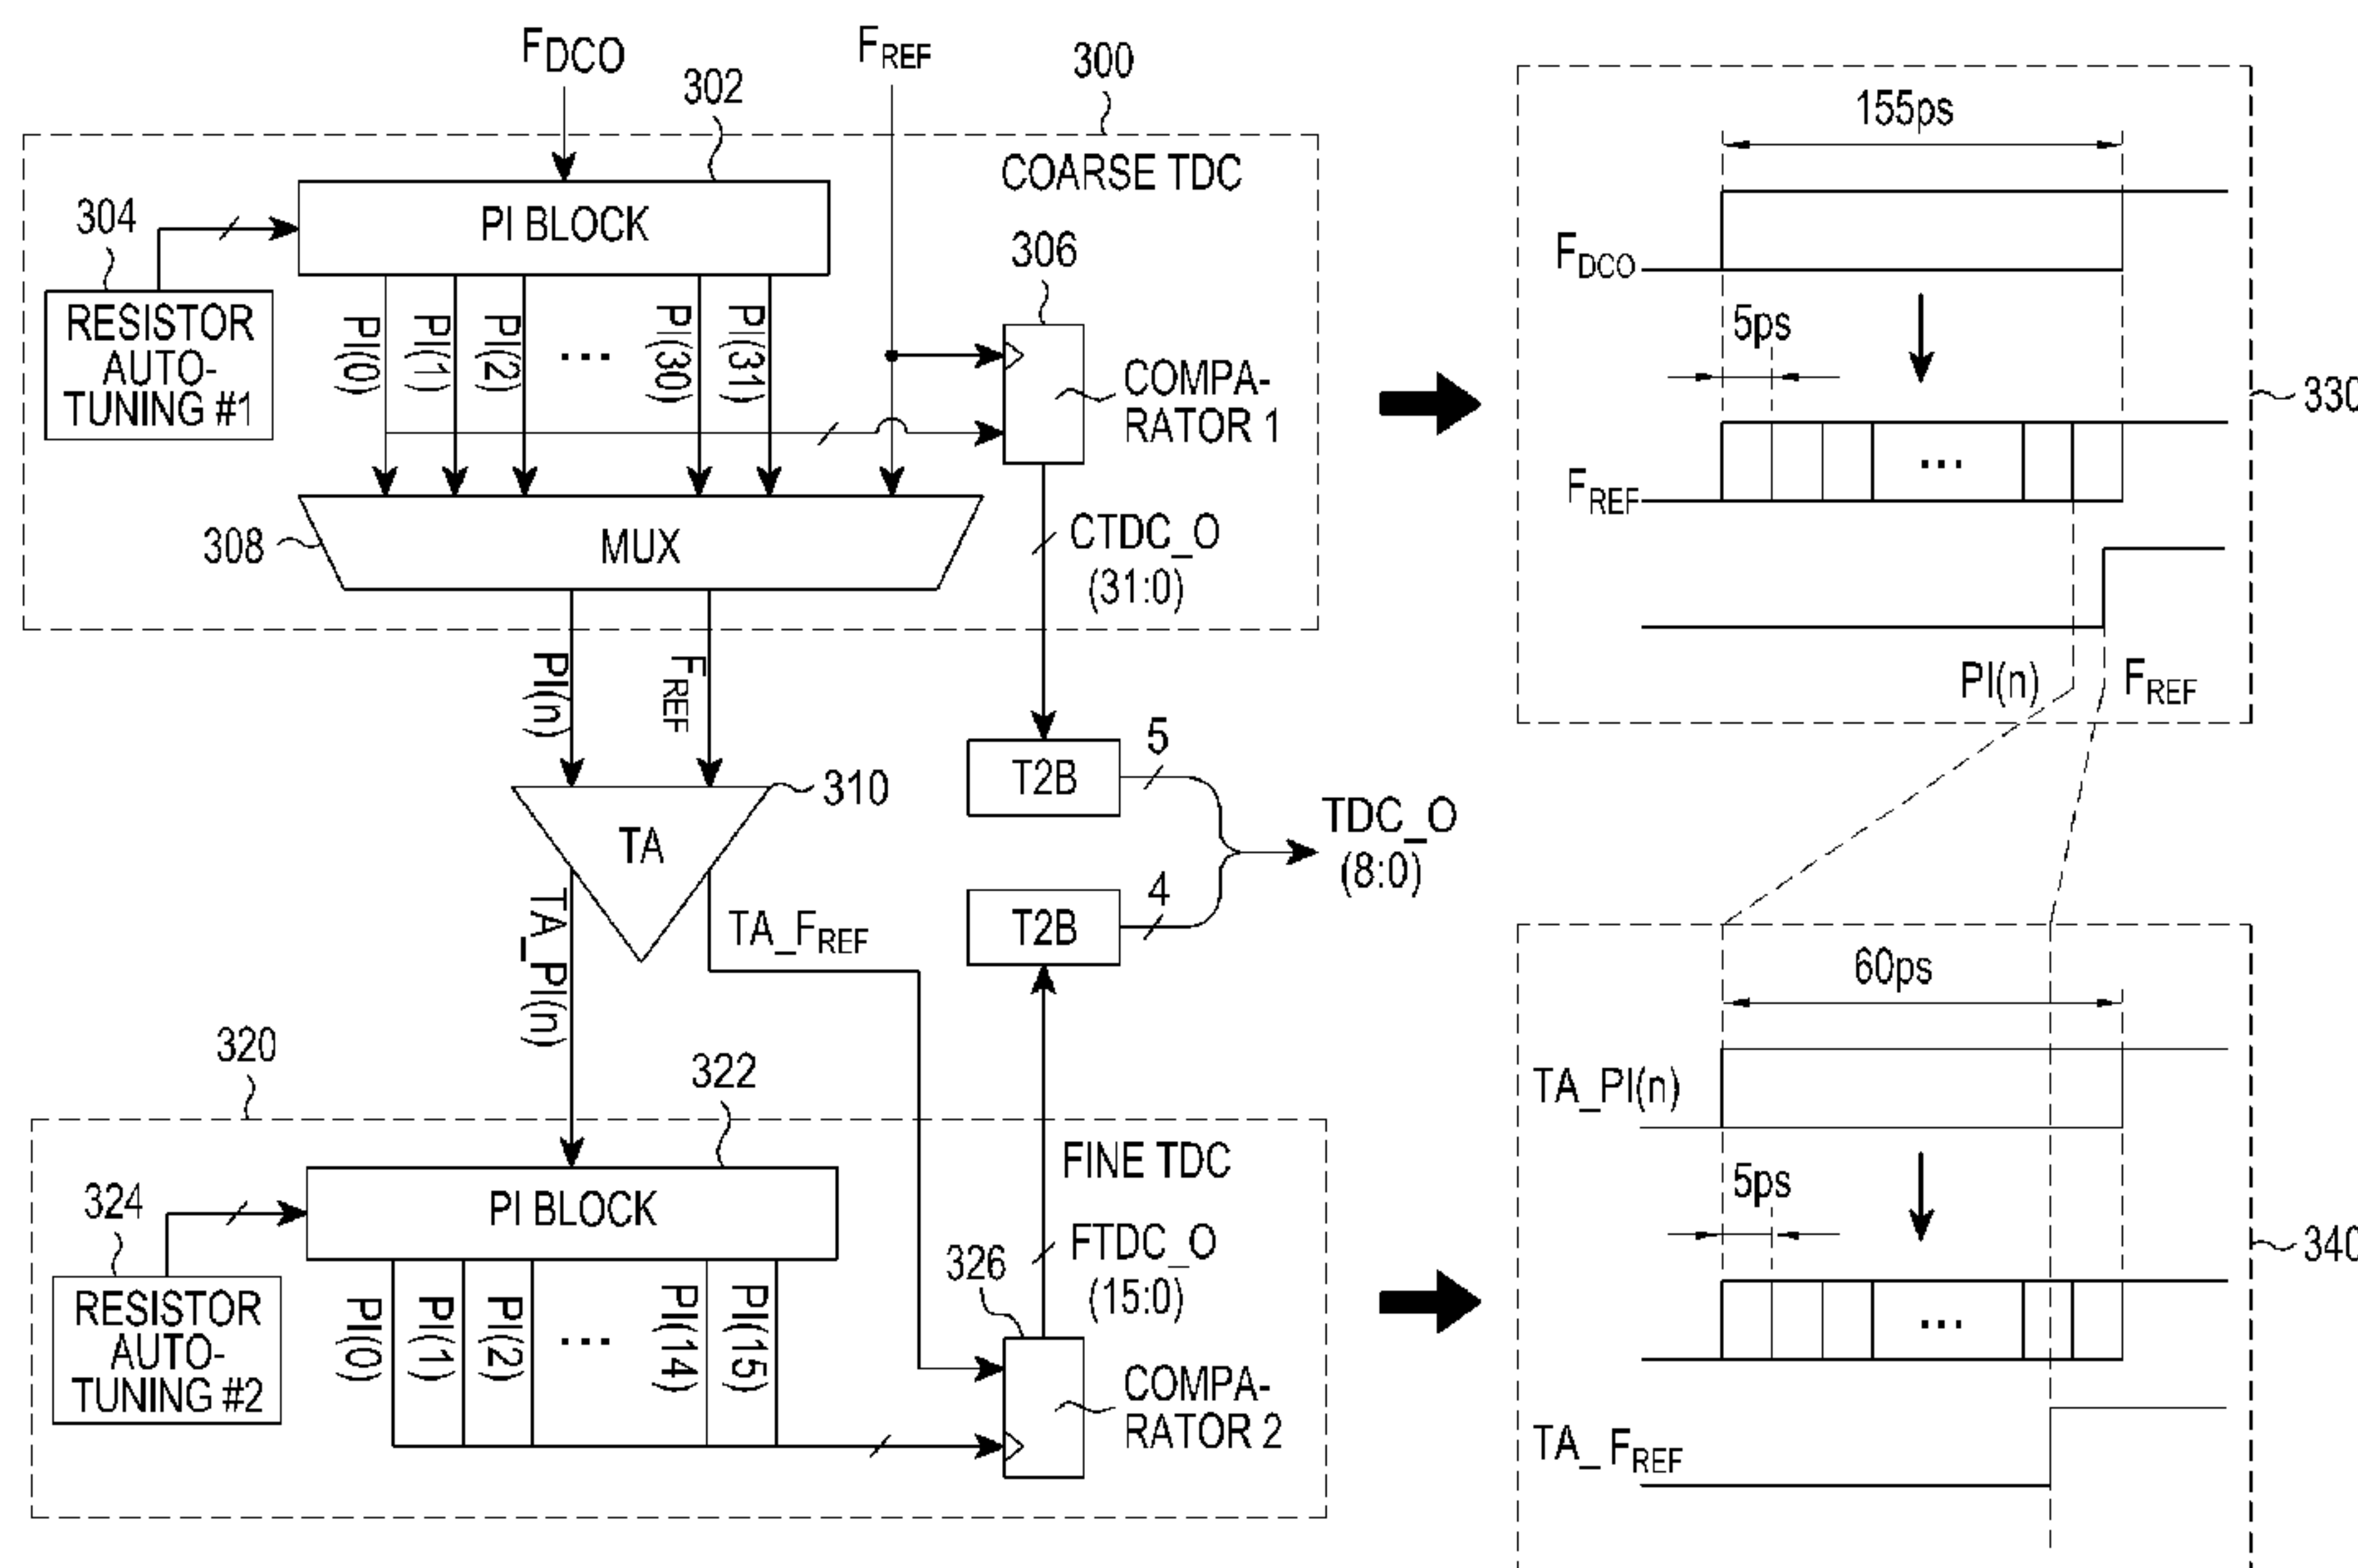 FDCO
FREF
300
302
COARSE TDC
304
PI BLOCK
306
RESISTOR
AUTO-
TUNING #1
PI(0)
PI(1)
PI(2)
...
PI(30)
PI(31)
COMPA-
RATOR 1
308
MUX
CTDC_O
(31:0)
PI(n)
FREF
310
TA
T2B
5
TDC_O
(8:0)
T2B
4
TA_PI(n)
TA_FREF
320
322
FINE TDC
324
PI BLOCK
RESISTOR
AUTO-
TUNING #2
PI(0)
PI(1)
PI(2)
...
PI(14)
PI(15)
326
FTDC_O
(15:0)
COMPA-
RATOR 2
155ps
FDCO
5ps
330
FREF
...
PI(n)
FREF
60ps
TA_PI(n)
5ps
340
...
TA_ FREF